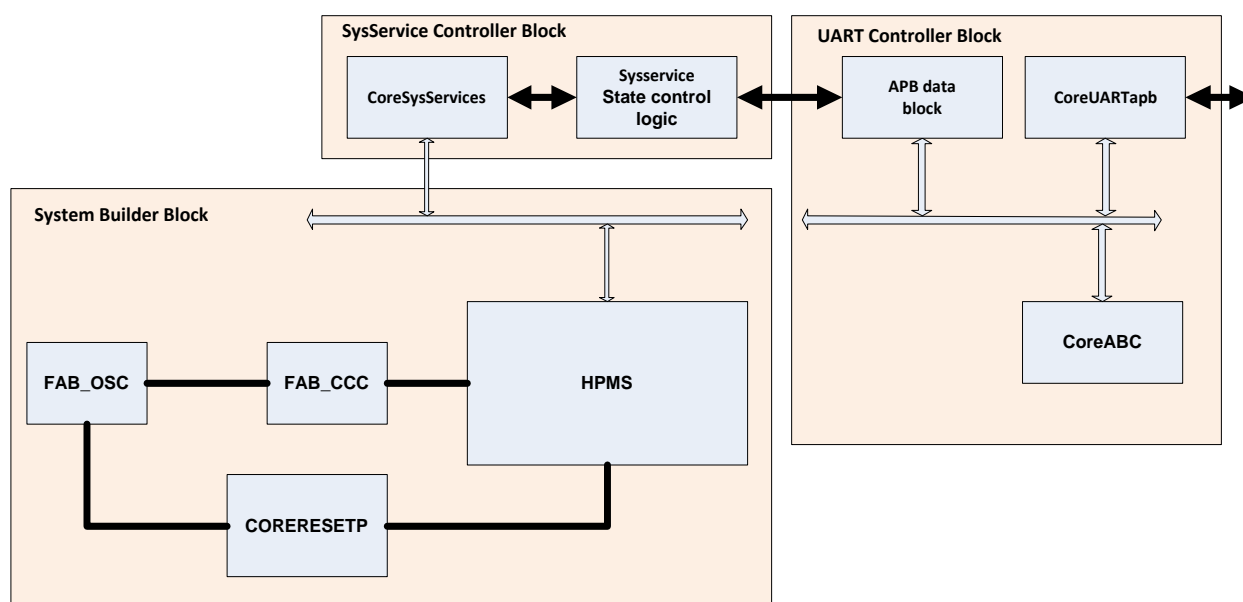 SysService Controller Block
CoreSysServices
Sysservice
State control
logic
UART Controller Block
APB data
block
CoreUARTapb
CoreABC
System Builder Block
FAB_OSC
FAB_CCC
HPMS
CORERESETP